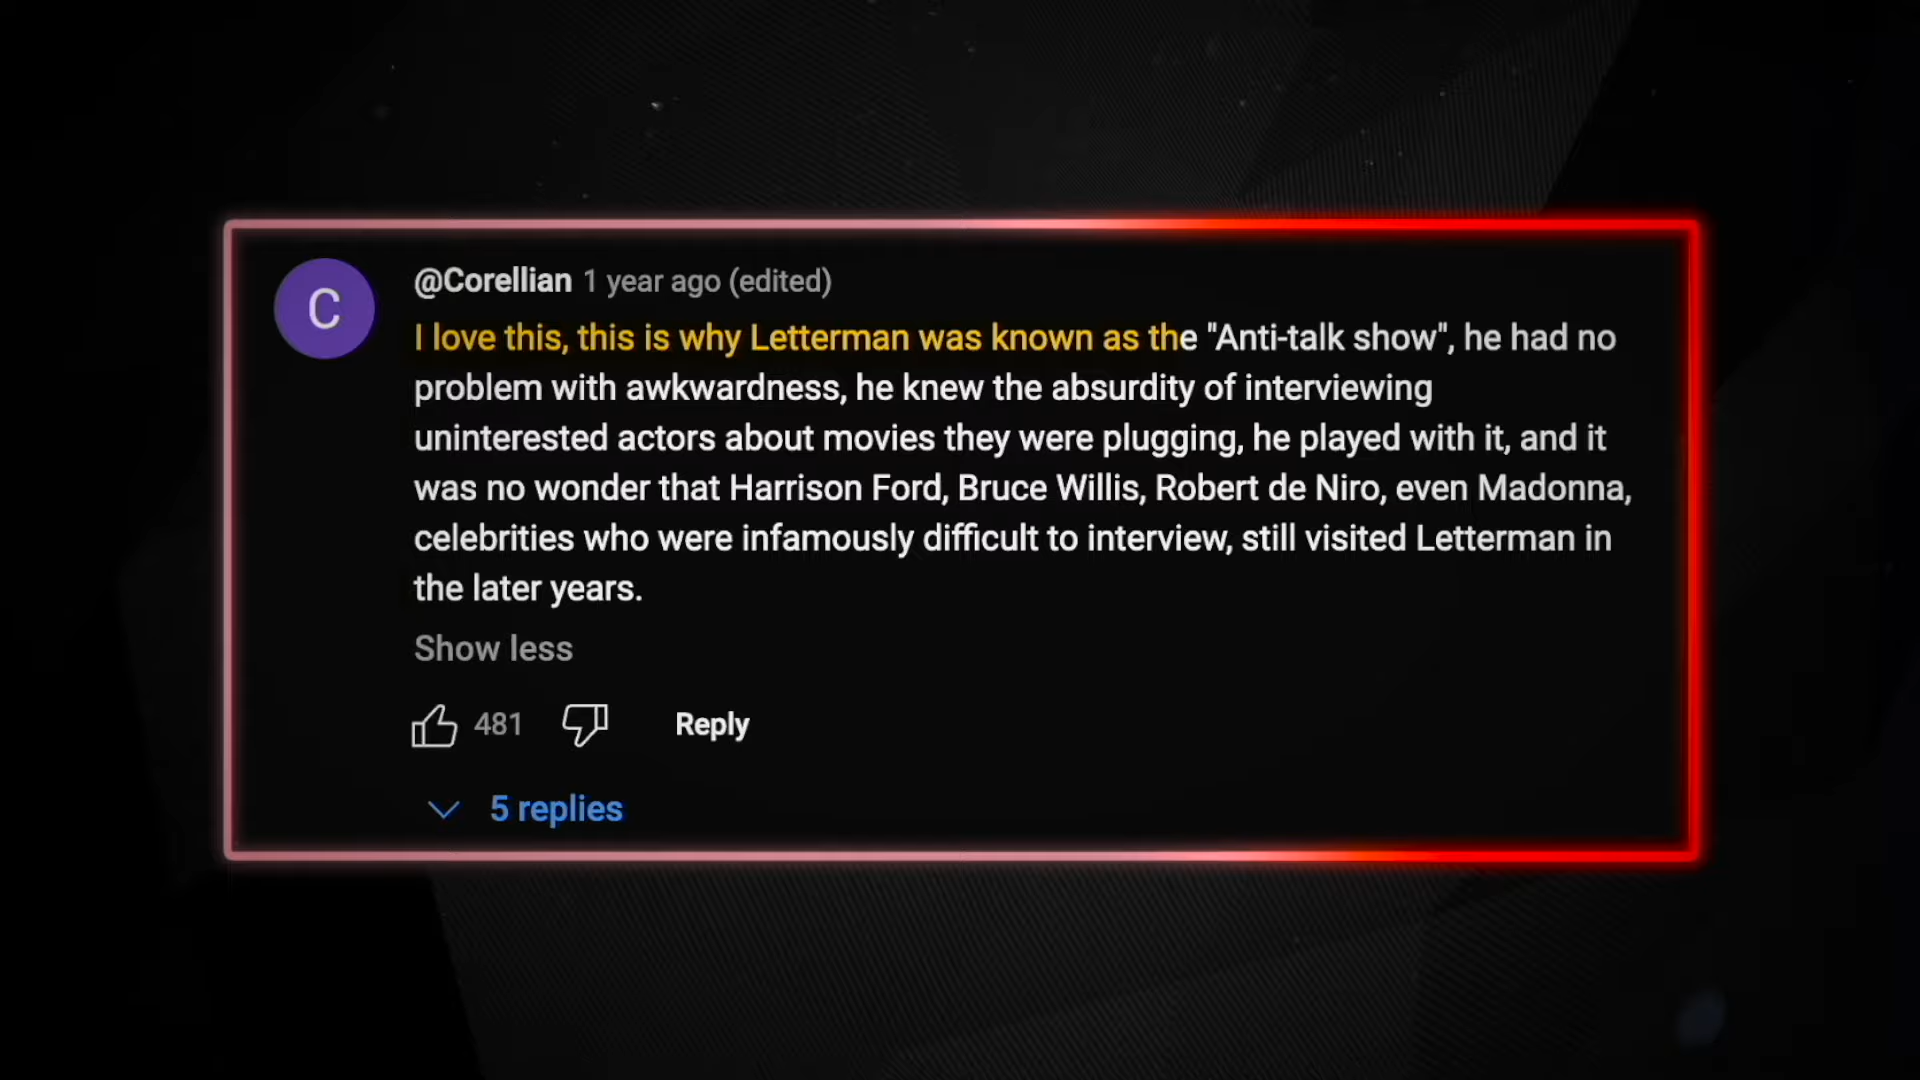 C
@Corellian 1 year ago (edited)
I love this, this is why Letterman was known as the "Anti-talk show", he had no
problem with awkwardness, he knew the absurdity of interviewing
uninterested actors about movies they were plugging, he played with it, and it
was no wonder that Harrison Ford, Bruce Willis, Robert de Niro, even Madonna,
celebrities who were infamously difficult to interview, still visited Letterman in
the later years.
Show less
481 Reply
5 replies